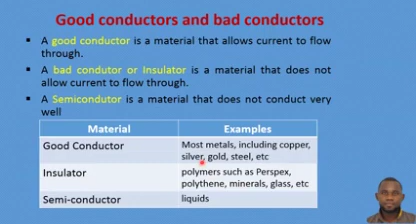 Good conductors and bad conductors
▪ A good conductor is a material that allows current to flow
through.
▪ A bad condutor or Insulator is a material that does not
allow current to flow through.
▪ A Semicondutor is a material that does not conduct very
well
Material Examples
Good Conductor Most metals, including copper,
silver, gold, steel, etc
Insulator polymers such as Perspex,
polythene, minerals, glass, etc
Semi-conductor liquids